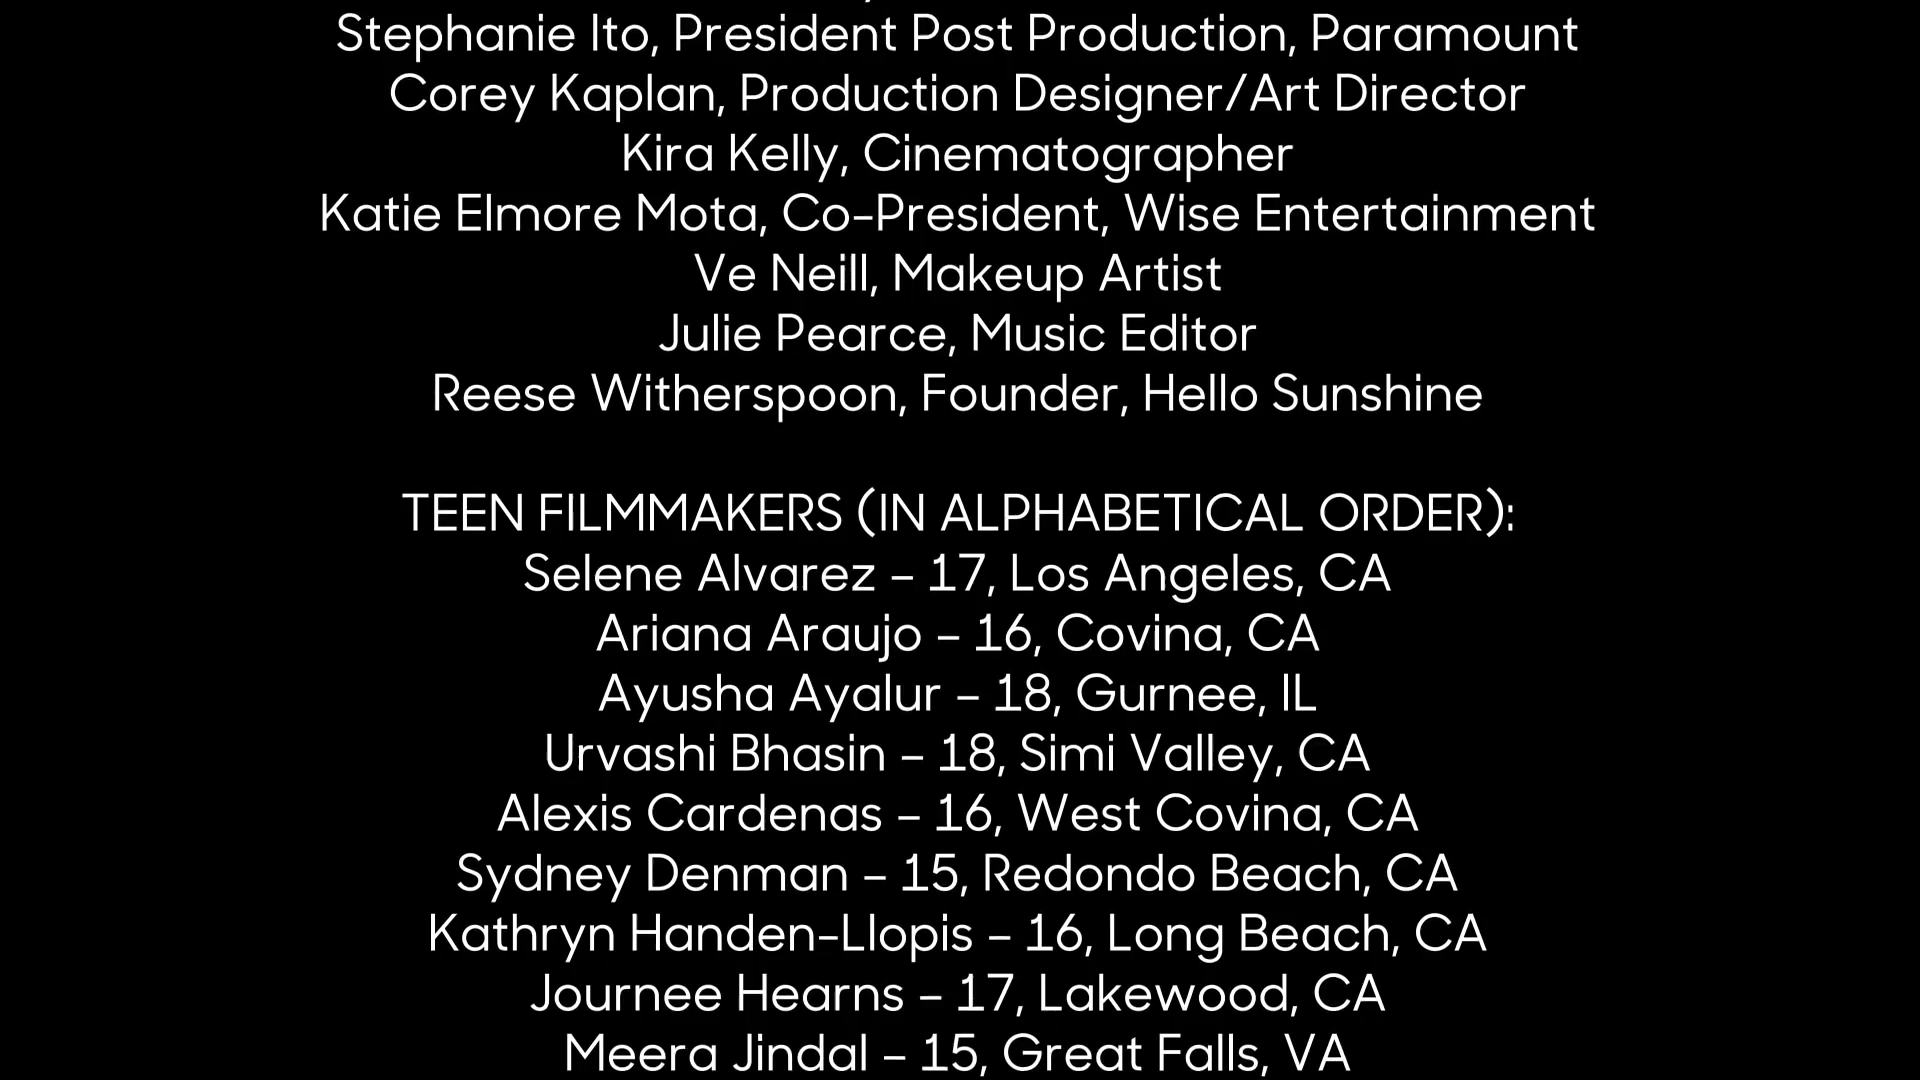 Stephanie Ito, President Post Production, Paramount
Corey Kaplan, Production Designer/Art Director
Kira Kelly, Cinematographer
Katie Elmore Mota, Co-President, Wise Entertainment
Ve Neill, Makeup Artist
Julie Pearce, Music Editor
Reese Witherspoon, Founder, Hello Sunshine
TEEN FILMMAKERS (IN ALPHABETICAL ORDER):
Selene Alvarez – 17, Los Angeles, CA
Ariana Araujo – 16, Covina, CA
Ayusha Ayalur – 18, Gurnee, IL
Urvashi Bhasin – 18, Simi Valley, CA
Alexis Cardenas – 16, West Covina, CA
Sydney Denman – 15, Redondo Beach, CA
Kathryn Handen-Llopis – 16, Long Beach, CA
Journee Hearns – 17, Lakewood, CA
Meera Jindal – 15, Great Falls, VA